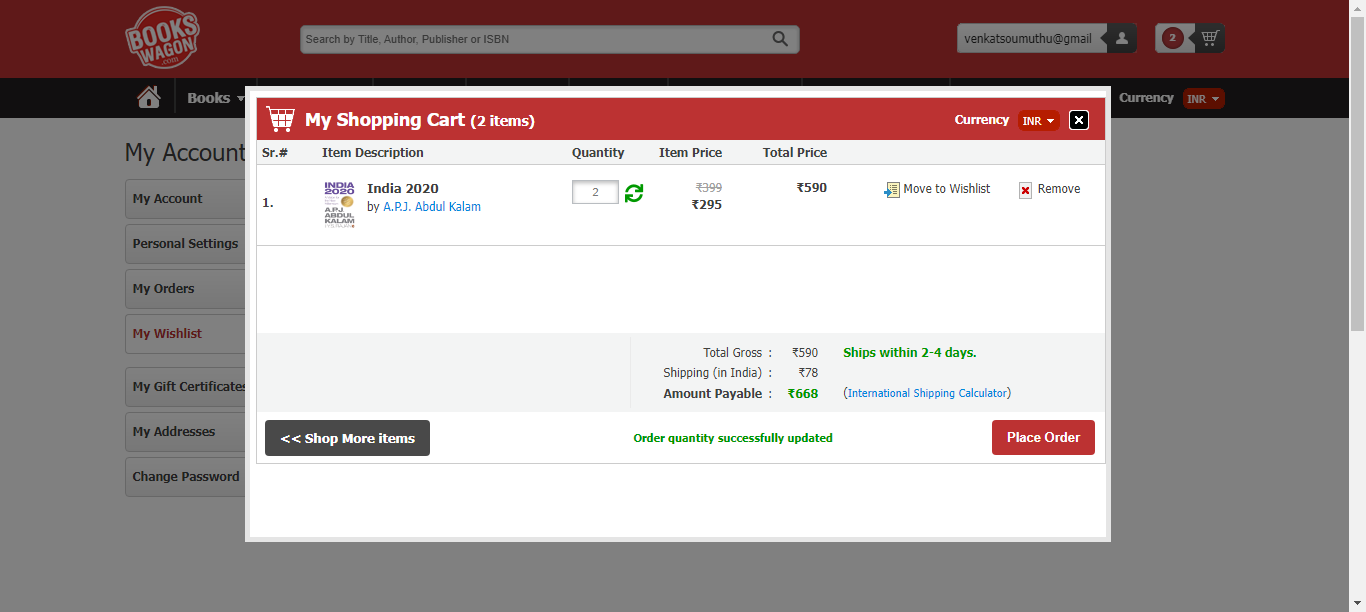 BOOKS
WAGON
.com
Search by Title, Author, Publisher or ISBN
venkatsoumuthu@gmail
2
Books
Currency INR
My Account
My Account
Personal Settings
My Orders
My Wishlist
My Gift Certificates
My Addresses
Change Password
My Shopping Cart (2 items)
Currency INR
Sr.# Item Description Quantity Item Price Total Price
1.
INDIA
2020
A.P.J.
ABDUL
KALAM
India 2020
by A.P.J. Abdul Kalam
2
₹399
₹295
₹590
Move to Wishlist
Remove
Total Gross : ₹590 Ships within 2-4 days.
Shipping (in India) : ₹78
Amount Payable : ₹668 (International Shipping Calculator)
<< Shop More items
Order quantity successfully updated
Place Order